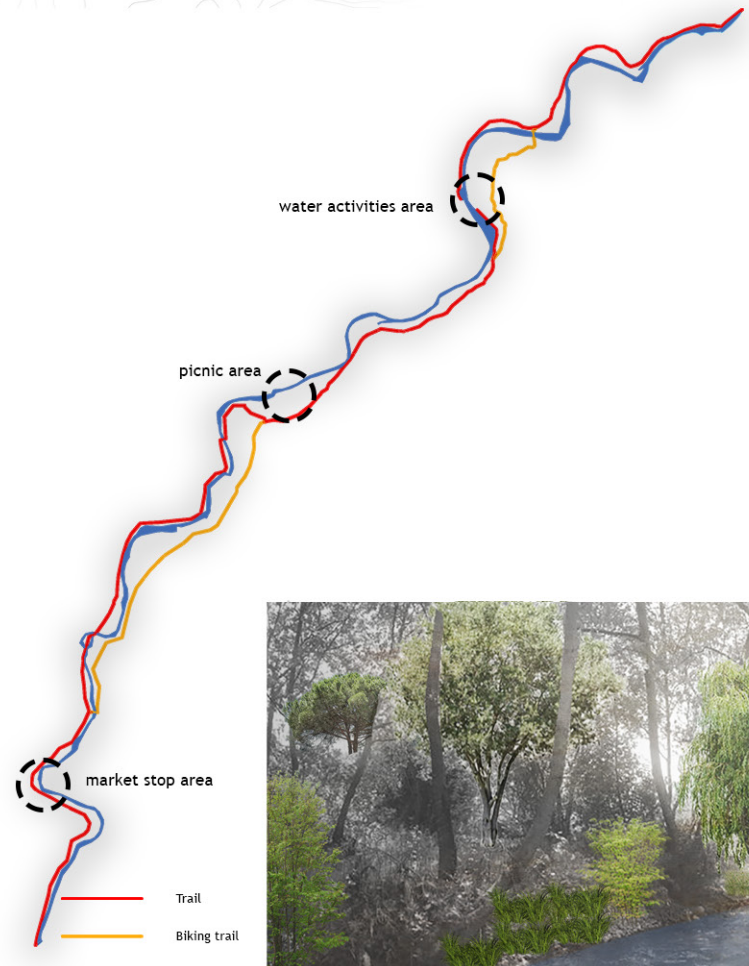 water activities area
picnic area
market stop area
Trail
Biking trail